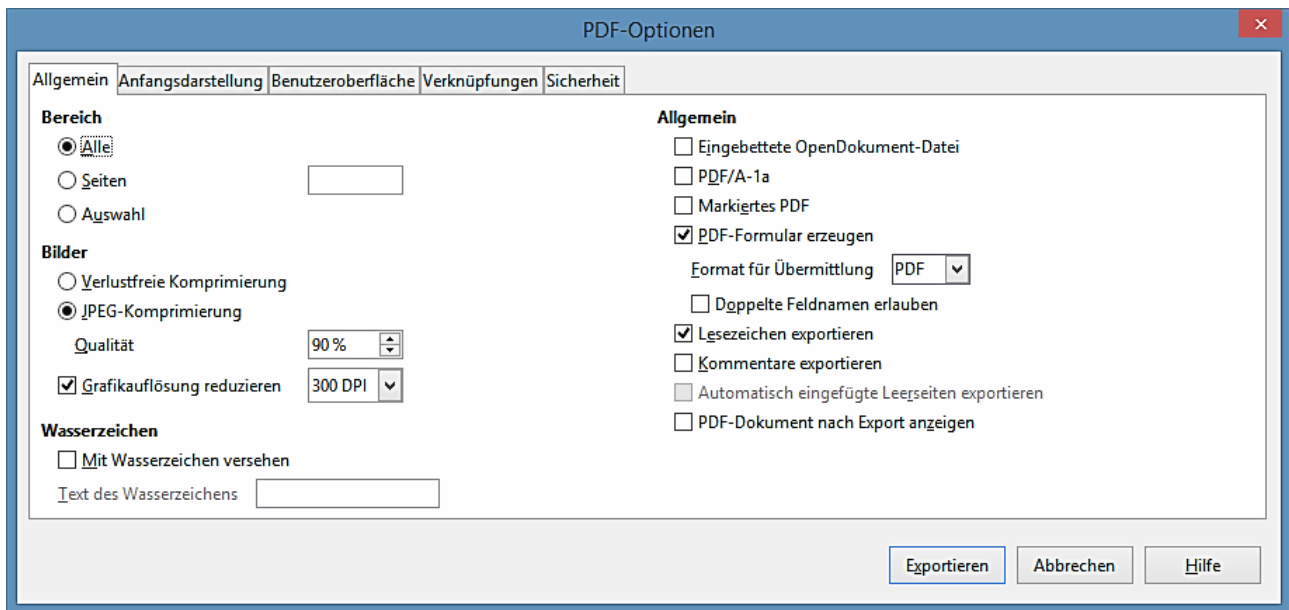 PDF-Optionen
Allgemein Anfangsdarstellung Benutzeroberfläche Verknüpfungen Sicherheit
Bereich
Alle
Seiten
Auswahl
Bilder
Verlustfreie Komprimierung
JPEG-Komprimierung
Qualität 90 %
Grafikauflösung reduzieren 300 DPI
Wasserzeichen
Mit Wasserzeichen versehen
Text des Wasserzeichens
Allgemein
Eingebettete OpenDokument-Datei
PDF/A-1a
Markiertes PDF
PDF-Formular erzeugen
Format für Übermittlung PDF
Doppelte Feldnamen erlauben
Lesezeichen exportieren
Kommentare exportieren
Automatisch eingefügte Leerseiten exportieren
PDF-Dokument nach Export anzeigen
Exportieren Abbrechen Hilfe